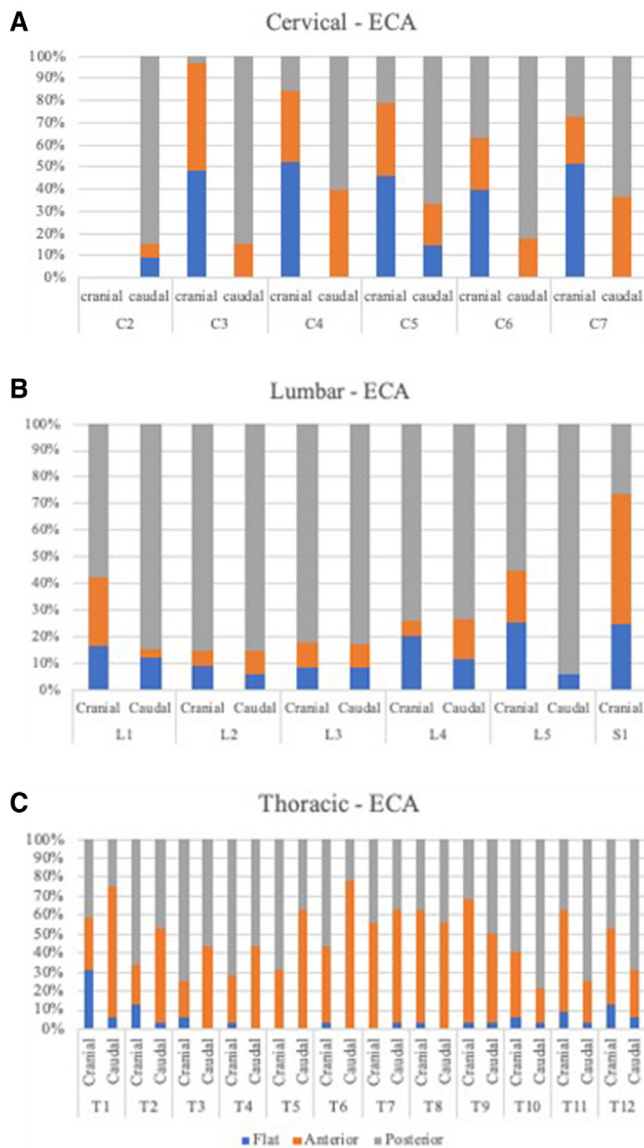 A
Cervical - ECA
100%
90%
80%
70%
60%
50%
40%
30%
20%
10%
0%
cranial caudal cranial caudal cranial caudal cranial caudal cranial caudal cranial caudal
C2 C3 C4 C5 C6 C7
B
Lumbar - ECA
100%
90%
80%
70%
60%
50%
40%
30%
20%
10%
0%
Cranial Caudal Cranial Caudal Cranial Caudal Cranial Caudal Cranial Caudal Cranial
L1 L2 L3 L4 L5 S1
C
Thoracic - ECA
100%
90%
80%
70%
60%
50%
40%
30%
20%
10%
0%
Cranial Caudal Cranial Caudal Cranial Caudal Cranial Caudal Cranial Caudal Cranial Caudal Cranial Caudal Cranial Caudal Cranial Caudal Cranial Caudal Cranial Caudal Cranial Caudal
T1 T2 T3 T4 T5 T6 T7 T8 T9 T10 T11 T12
Flat Anterior Posterior